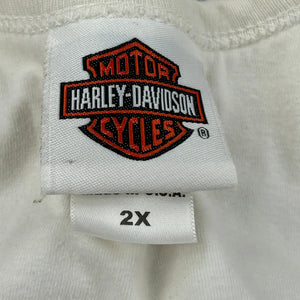 MOTOR
HARLEY-DAVIDSON
CYCLES ®
U.S.A.
2X